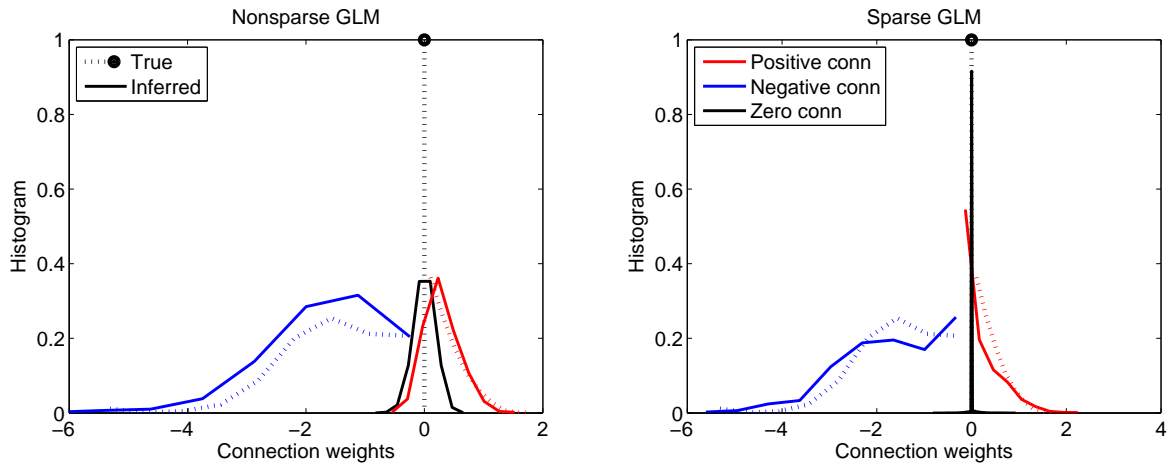 Nonsparse GLM
1
0.8
0.6
0.4
0.2
0
Histogram
True
Inferred
−6
−4
−2
0
2
Connection weights
Sparse GLM
1
0.8
0.6
0.4
0.2
0
Histogram
Positive conn
Negative conn
Zero conn
−6
−4
−2
0
2
4
Connection weights